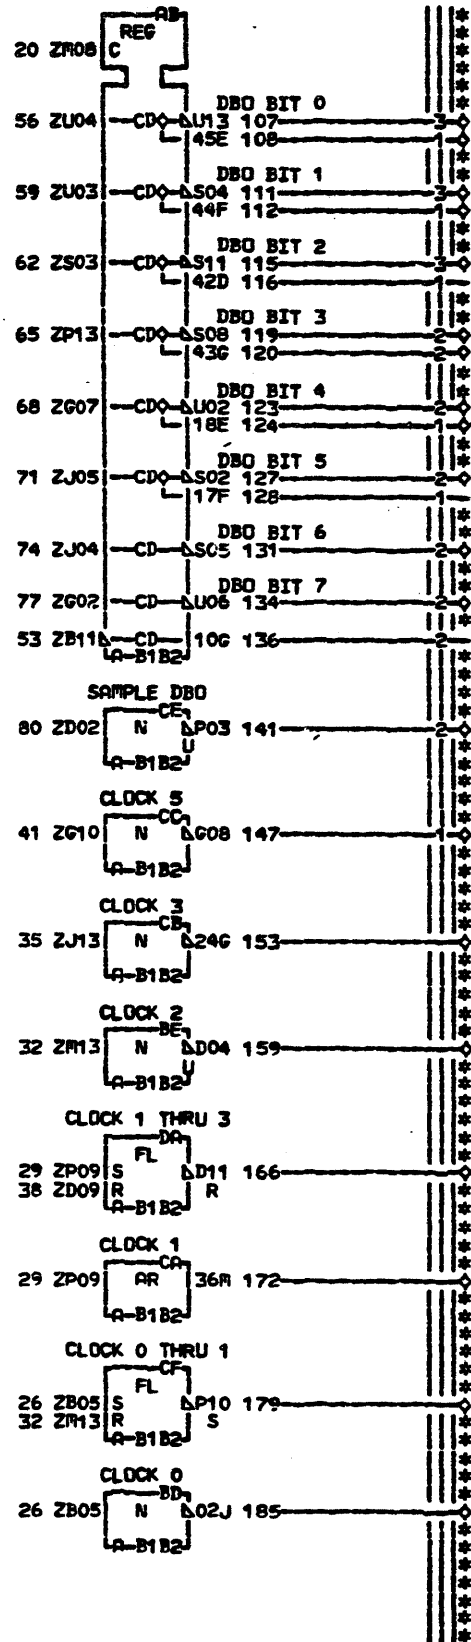 AB
REG
20 ZM08 C
DBO BIT 0
56 ZU04 CD U13 107 3
45E 108 1
DBO BIT 1
59 ZU03 CD S04 111 3
44F 112 1
DBO BIT 2
62 ZS03 CD S11 115 3
42D 116 1
DBO BIT 3
65 ZP13 CD S08 119 2
43G 120 2
DBO BIT 4
68 ZG07 CD U02 123 2
18E 124 1
DBO BIT 5
71 ZJ05 CD S02 127 2
17F 128 1
DBO BIT 6
74 ZJ04 CD S05 131 2
DBO BIT 7
77 ZG02 CD U06 134 2
53 ZB11 CD 10G 136 2
A B1B2
SAMPLE DBO
CE
80 ZD02 N P03 141 2
U
A B1B2
CLOCK 5
CC
41 ZG10 N G08 147 1
A B1B2
CLOCK 3
CB
35 ZJ13 N 24G 153
A B1B2
CLOCK 2
BE
32 ZM13 N D04 159
U
A B1B2
CLOCK 1 THRU 3
DA
FL
29 ZP09 S D11 166
38 ZD09 R R
A B1B2
CLOCK 1
CA
29 ZP09 AR 36M 172
A B1B2
CLOCK 0 THRU 1
CF
FL
26 ZB05 S P10 179
32 ZM13 R S
A B1B2
CLOCK 0
BD
26 ZB05 N 02J 185
A B1B2